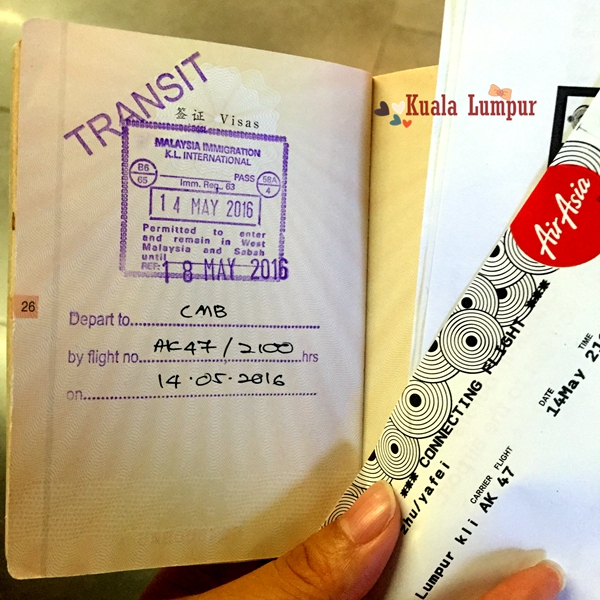 TRANSIT
签证 Visas
MALAYSIA IMMIGRATION
K.L. INTERNATIONAL
B6
65
PASS
68A
4
Imm. Reg. 63
14 MAY 2016
Permitted to enter
and remain in West
Malaysia and Sabah
until
REF: 18 MAY 2016
26
Depart to CMB
by flight no. AK47/2100 hrs
on 14.05.2016
Kuala Lumpur
AirAsia
*** CONNECTING FLIGHT ***
zhu/yafei
CARRIER FLIGHT
DATE
TIME
Lumpur kli AK 47
14May